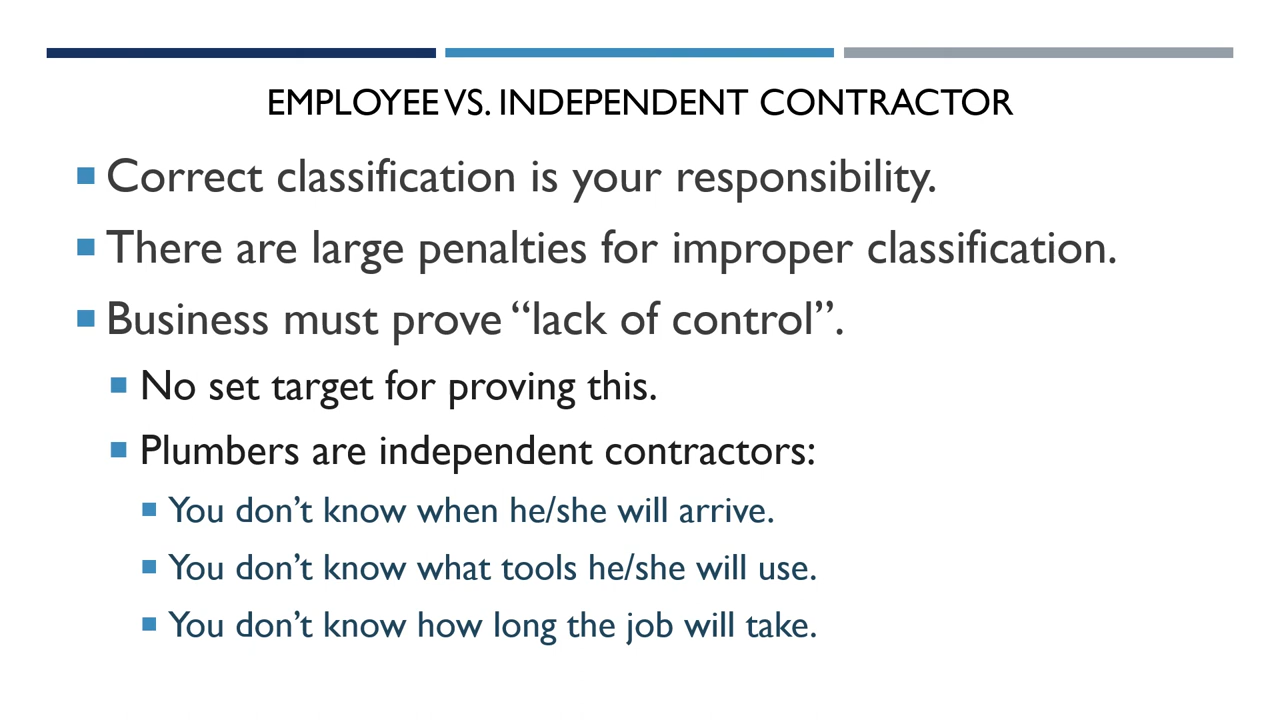 EMPLOYEE VS. INDEPENDENT CONTRACTOR
Correct classification is your responsibility.
There are large penalties for improper classification.
Business must prove “lack of control”.
No set target for proving this.
Plumbers are independent contractors:
You don’t know when he/she will arrive.
You don’t know what tools he/she will use.
You don’t know how long the job will take.